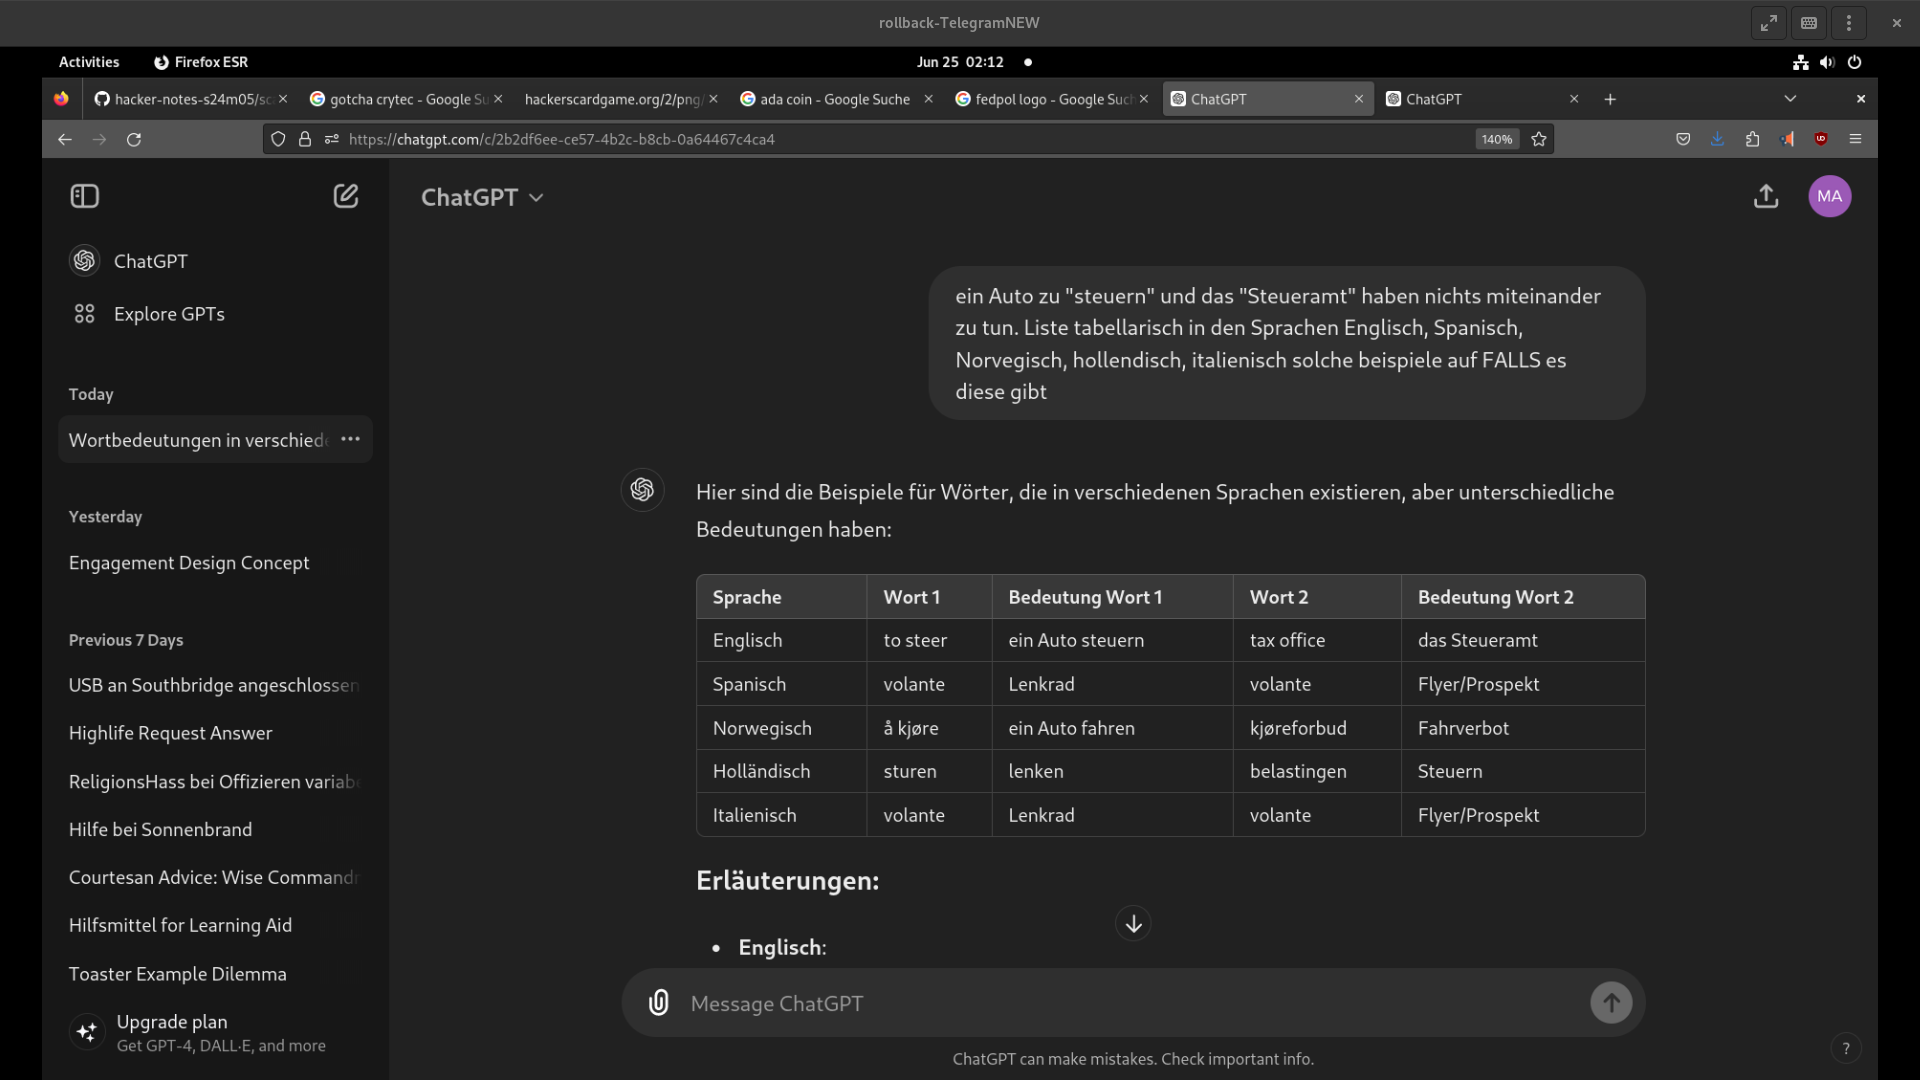 rollback-TelegramNEW
Activities
Firefox ESR
Jun 25 02:12
hacker-notes-s24m05/sc
gotcha crytec - Google Su
hackerscardgame.org/2/png/
ada coin - Google Suche
fedpol logo - Google Such
ChatGPT
ChatGPT
https://chatgpt.com/c/2b2df6ee-ce57-4b2c-b8cb-0a64467c4ca4
140%
ChatGPT
MA
ChatGPT
Explore GPTs
Today
Wortbedeutungen in verschiede
Yesterday
Engagement Design Concept
Previous 7 Days
USB an Southbridge angeschlossen
Highlife Request Answer
ReligionsHass bei Offizieren variabe
Hilfe bei Sonnenbrand
Courtesan Advice: Wise Commandr
Hilfsmittel for Learning Aid
Toaster Example Dilemma
Upgrade plan
Get GPT-4, DALL·E, and more
ein Auto zu "steuern" und das "Steueramt" haben nichts miteinander
zu tun. Liste tabellarisch in den Sprachen Englisch, Spanisch,
Norvegisch, hollendisch, italienisch solche beispiele auf FALLS es
diese gibt
Hier sind die Beispiele für Wörter, die in verschiedenen Sprachen existieren, aber unterschiedliche
Bedeutungen haben:
Sprache Wort 1 Bedeutung Wort 1 Wort 2 Bedeutung Wort 2
Englisch to steer ein Auto steuern tax office das Steueramt
Spanisch volante Lenkrad volante Flyer/Prospekt
Norwegisch å kjøre ein Auto fahren kjøreforbud Fahrverbot
Holländisch sturen lenken belastingen Steuern
Italienisch volante Lenkrad volante Flyer/Prospekt
Erläuterungen:
• Englisch:
Message ChatGPT
ChatGPT can make mistakes. Check important info.
?